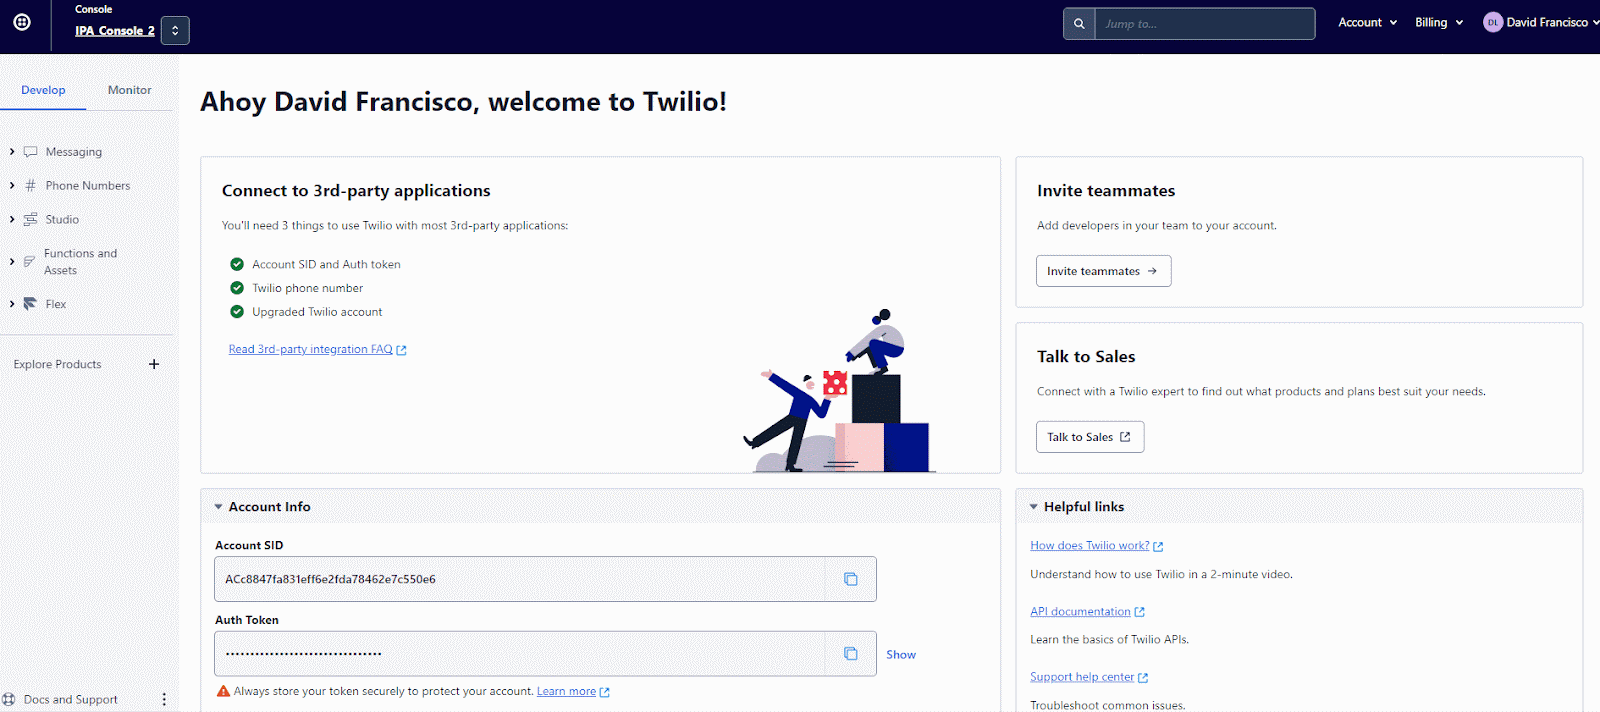 Console
IPA Console 2
Jump to...
Account
Billing
DL
David Francisco
Develop
Monitor
Messaging
Phone Numbers
Studio
Functions and
Assets
Flex
Explore Products
Docs and Support
Ahoy David Francisco, welcome to Twilio!
Connect to 3rd-party applications
You'll need 3 things to use Twilio with most 3rd-party applications:
Account SID and Auth token
Twilio phone number
Upgraded Twilio account
Read 3rd-party integration FAQ
Invite teammates
Add developers in your team to your account.
Invite teammates →
Talk to Sales
Connect with a Twilio expert to find out what products and plans best suit your needs.
Talk to Sales
Account Info
Account SID
ACc8847fa831eff6e2fda78462e7c550e6
Auth Token
••••••••••••••••••••••••••••••••
Show
Always store your token securely to protect your account. Learn more
Helpful links
How does Twilio work?
Understand how to use Twilio in a 2-minute video.
API documentation
Learn the basics of Twilio APIs.
Support help center
Troubleshoot common issues.